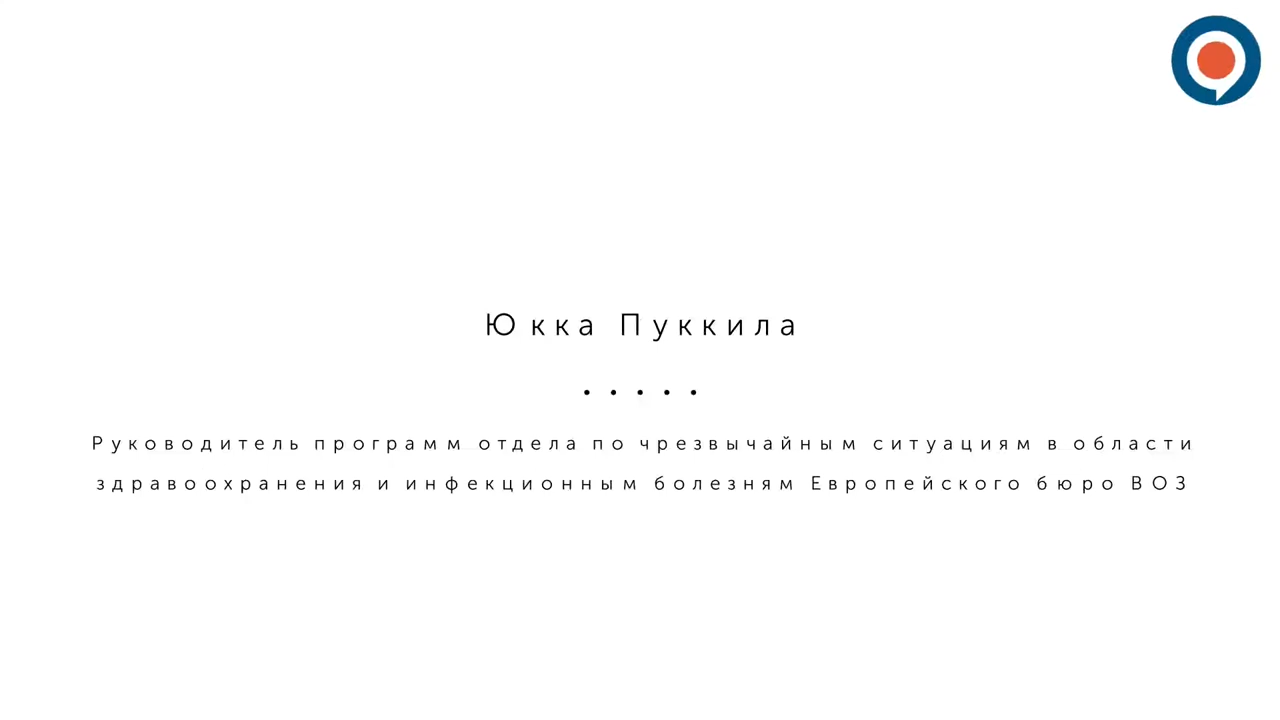 Юкка Пуккила
• • • • •
Руководитель программ отдела по чрезвычайным ситуациям в области
здравоохранения и инфекционным болезням Европейского бюро ВОЗ